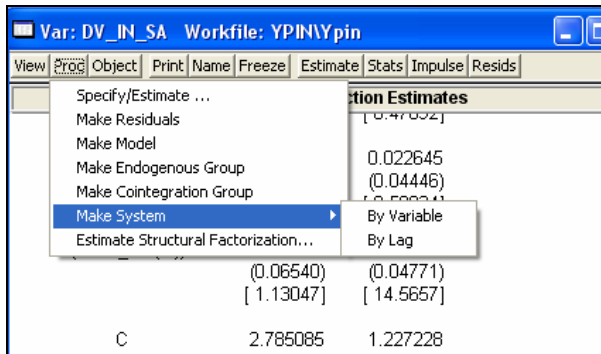 Var: DV_IN_SA Workfile: YPIN\Ypin
View Proc Object Print Name Freeze Estimate Stats Impulse Resids
ction Estimates
Specify/Estimate ...
Make Residuals
Make Model
0.022645
Make Endogenous Group
(0.04446)
Make Cointegration Group
Make System
By Variable
Estimate Structural Factorization...
By Lag
(0.06540) (0.04771)
[ 1.13047] [ 14.5657]
C 2.785085 1.227228